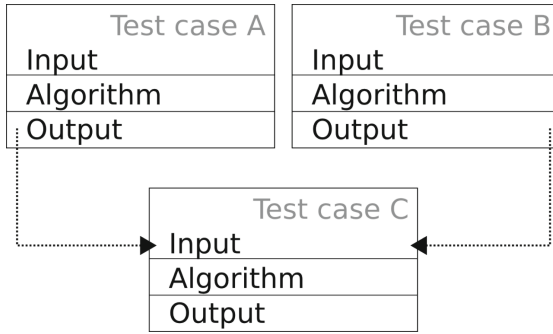 Test case A
Input
Algorithm
Output
Test case B
Input
Algorithm
Output
Test case C
Input
Algorithm
Output